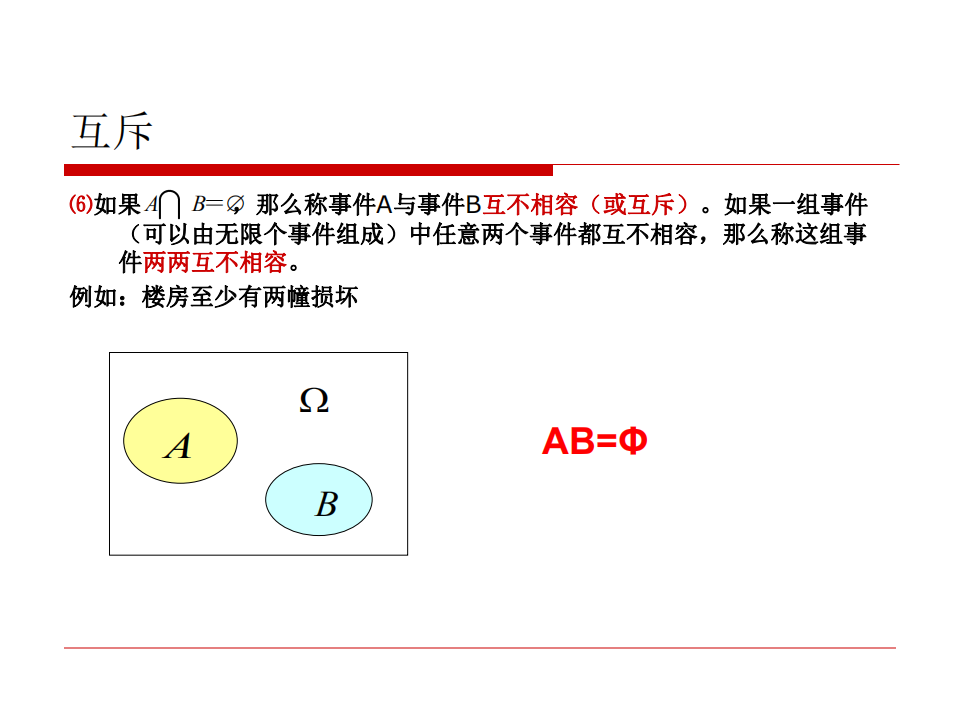 互斥
⑹如果 A∩ B=∅,那么称事件A与事件B互不相容（或互斥）。如果一组事件
（可以由无限个事件组成）中任意两个事件都互不相容，那么称这组事
件两两互不相容。
例如：楼房至少有两幢损坏
Ω
A
AB=Φ
B